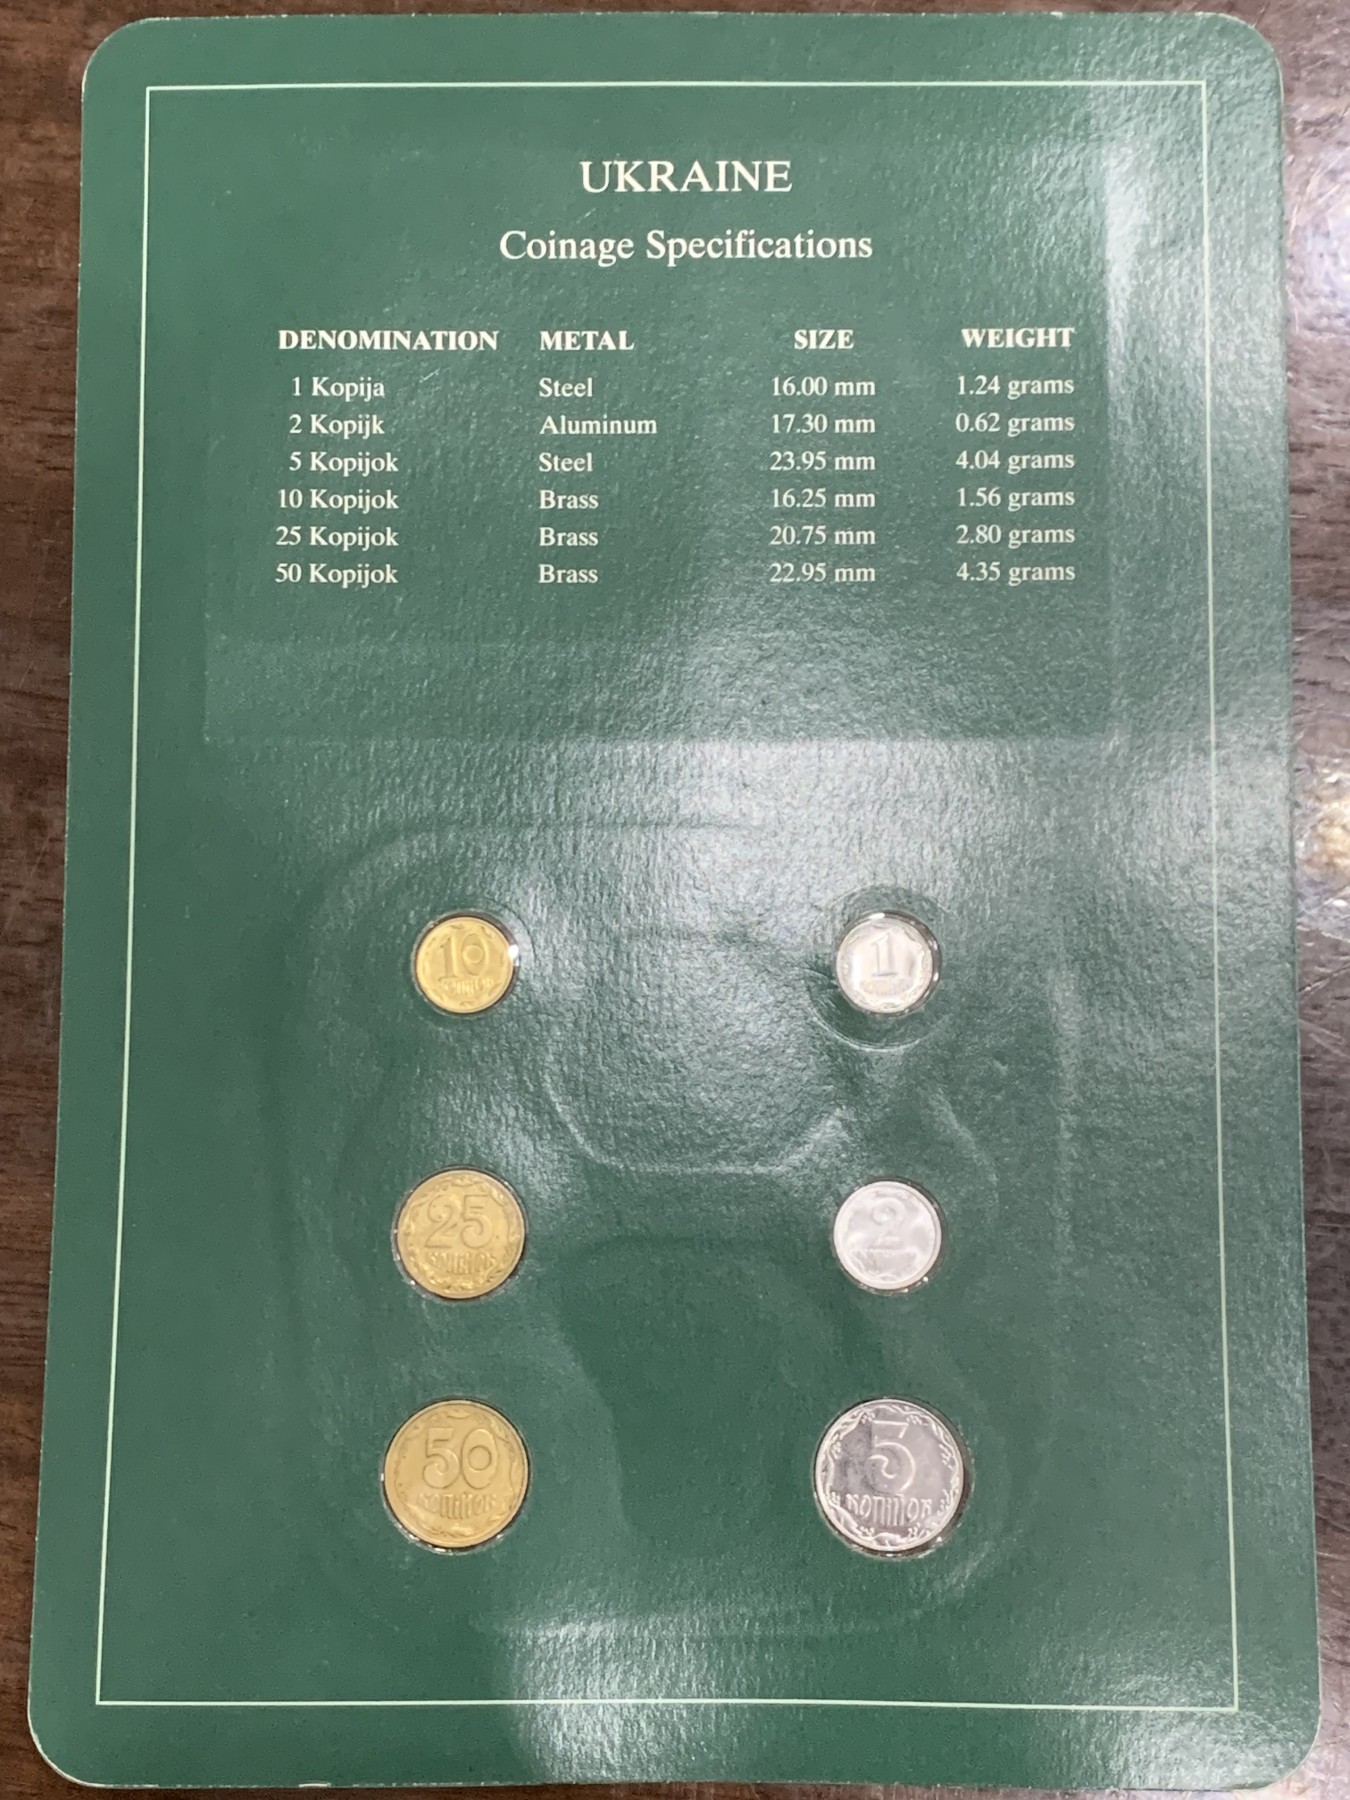 UKRAINE
Coinage Specifications
DENOMINATION METAL SIZE WEIGHT
1 Kopija Steel 16.00 mm 1.24 grams
2 Kopijk Aluminum 17.30 mm 0.62 grams
5 Kopijok Steel 23.95 mm 4.04 grams
10 Kopijok Brass 16.25 mm 1.56 grams
25 Kopijok Brass 20.75 mm 2.80 grams
50 Kopijok Brass 22.95 mm 4.35 grams
10 1
25 2
КОПІЙОК
50 5
КОПІЙОК КОПІЙОК